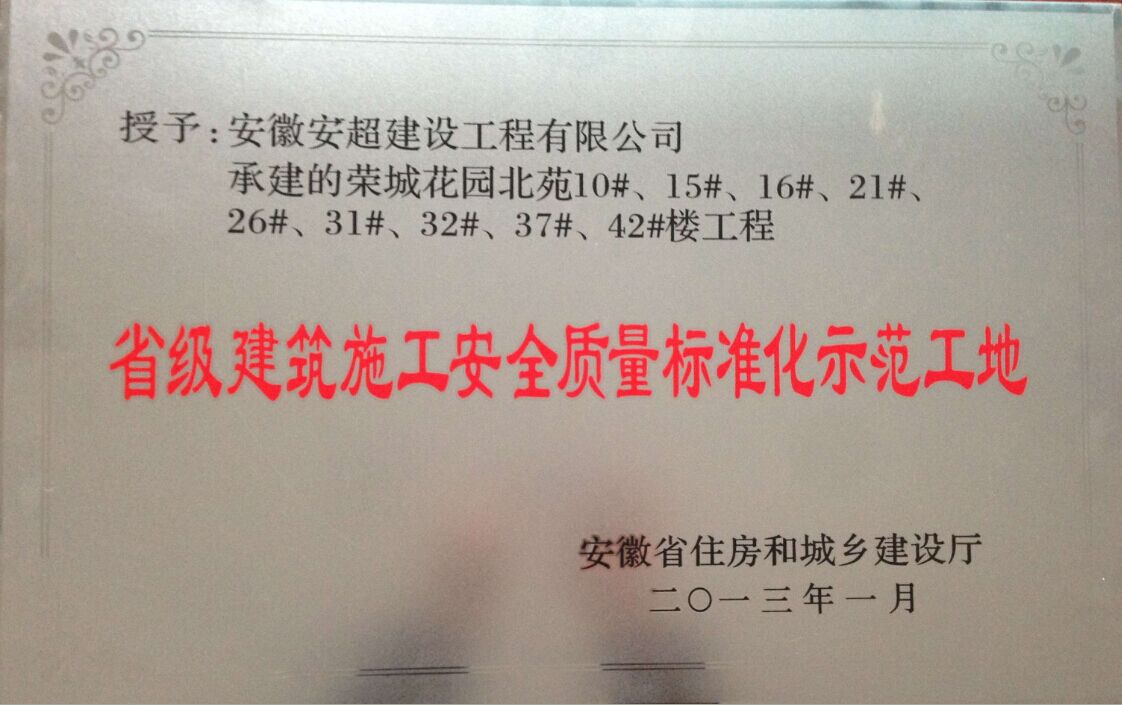 授予:安徽安超建设工程有限公司
承建的荣城花园北苑10#、15#、16#、21#、
26#、31#、32#、37#、42#楼工程
省级建筑施工安全质量标准化示范工地
安徽省住房和城乡建设厅
二〇一三年一月